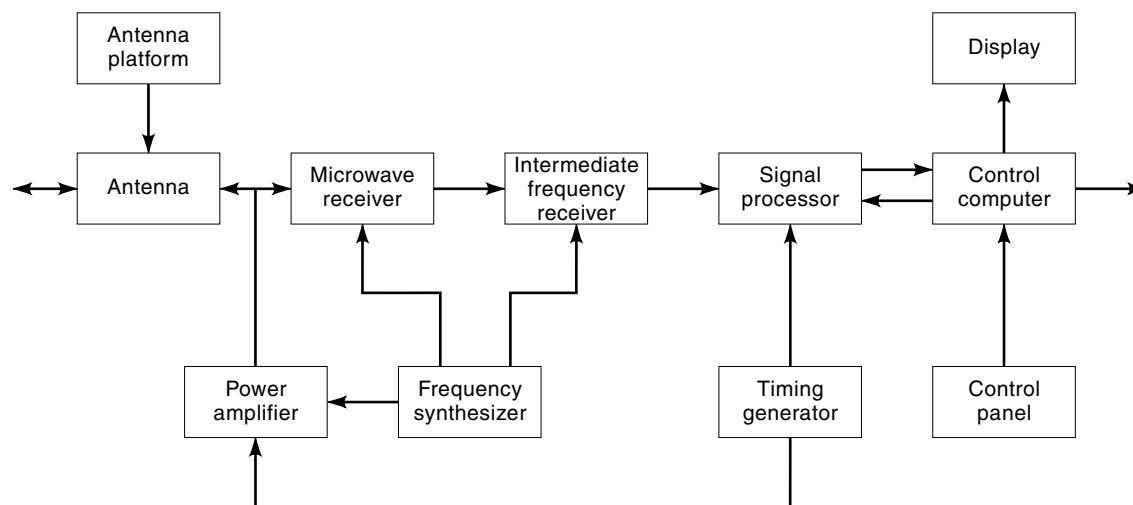 Antenna
platform
Display
Antenna
Microwave
receiver
Intermediate
frequency
receiver
Signal
processor
Control
computer
Power
amplifier
Frequency
synthesizer
Timing
generator
Control
panel